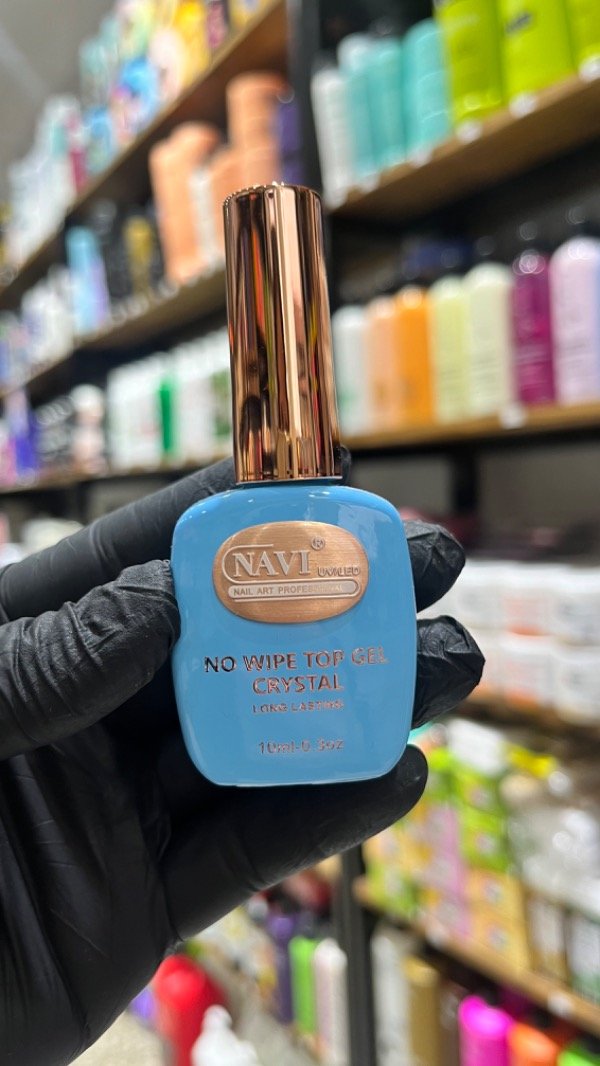 NAVI®
UV/LED
NAIL ART PROFESSIONAL
NO WIPE TOP GEL
CRYSTAL
LONG LASTING
10ml-0.3oz